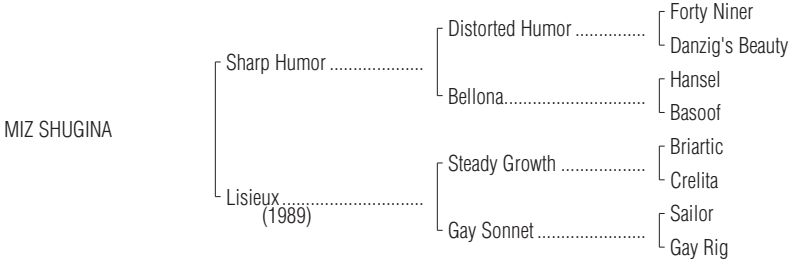 Forty Niner
Distorted Humor ...............
Danzig's Beauty
Sharp Humor ....................
Hansel
Bellona..............................
Basoof
MIZ SHUGINA
Briartic
Steady Growth ..................
Crelita
Lisieux..............................
(1989)
Sailor
Gay Sonnet .......................
Gay Rig